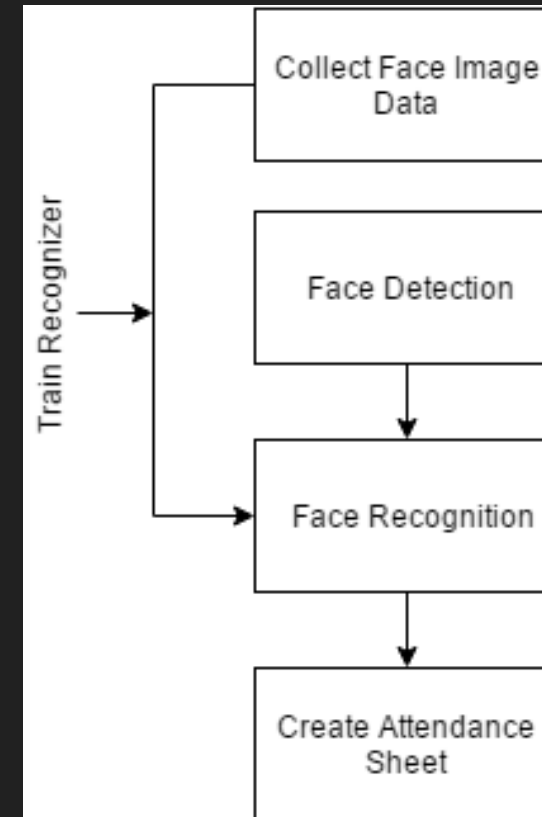 Collect Face Image
Data
Train Recognizer
Face Detection
Face Recognition
Create Attendance
Sheet